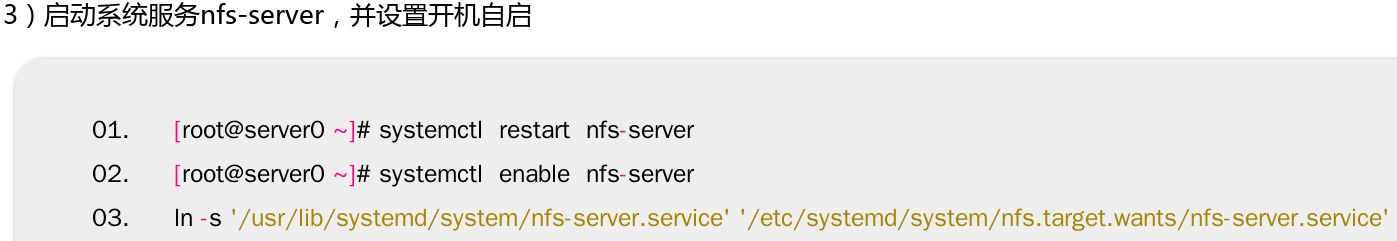 3）启动系统服务nfs-server，并设置开机自启
01. [root@server0 ~]# systemctl restart nfs-server
02. [root@server0 ~]# systemctl enable nfs-server
03. ln -s '/usr/lib/systemd/system/nfs-server.service' '/etc/systemd/system/nfs.target.wants/nfs-server.service'